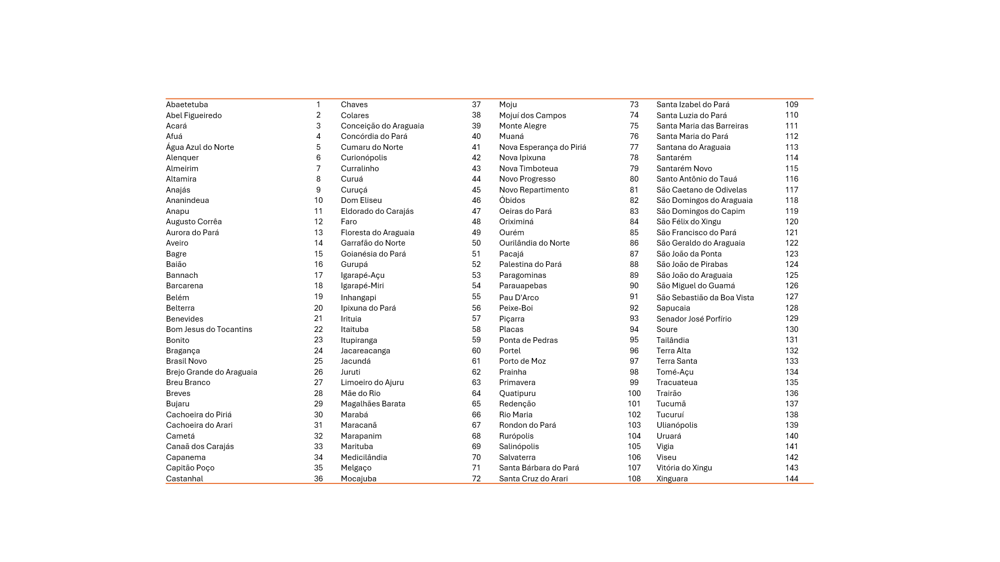 Abaetetuba 1 Chaves 37 Moju 73 Santa Izabel do Pará 109
Abel Figueiredo 2 Colares 38 Mojuí dos Campos 74 Santa Luzia do Pará 110
Acará 3 Conceição do Araguaia 39 Monte Alegre 75 Santa Maria das Barreiras 111
Afuá 4 Concórdia do Pará 40 Muaná 76 Santa Maria do Pará 112
Água Azul do Norte 5 Cumaru do Norte 41 Nova Esperança do Piriá 77 Santana do Araguaia 113
Alenquer 6 Curionópolis 42 Nova Ipixuna 78 Santarém 114
Almeirim 7 Curralinho 43 Nova Timboteua 79 Santarém Novo 115
Altamira 8 Curuá 44 Novo Progresso 80 Santo Antônio do Tauá 116
Anajás 9 Curuçá 45 Novo Repartimento 81 São Caetano de Odivelas 117
Ananindeua 10 Dom Eliseu 46 Óbidos 82 São Domingos do Araguaia 118
Anapu 11 Eldorado do Carajás 47 Oeiras do Pará 83 São Domingos do Capim 119
Augusto Corrêa 12 Faro 48 Oriximiná 84 São Félix do Xingu 120
Aurora do Pará 13 Floresta do Araguaia 49 Ourém 85 São Francisco do Pará 121
Aveiro 14 Garrafão do Norte 50 Ourilândia do Norte 86 São Geraldo do Araguaia 122
Bagre 15 Goianésia do Pará 51 Pacajá 87 São João da Ponta 123
Baião 16 Gurupá 52 Palestina do Pará 88 São João de Pirabas 124
Bannach 17 Igarapé-Açu 53 Paragominas 89 São João do Araguaia 125
Barcarena 18 Igarapé-Miri 54 Parauapebas 90 São Miguel do Guamá 126
Belém 19 Inhangapi 55 Pau D'Arco 91 São Sebastião da Boa Vista 127
Belterra 20 Ipixuna do Pará 56 Peixe-Boi 92 Sapucaia 128
Benevides 21 Irituia 57 Piçarra 93 Senador José Porfírio 129
Bom Jesus do Tocantins 22 Itaituba 58 Placas 94 Soure 130
Bonito 23 Itupiranga 59 Ponta de Pedras 95 Tailândia 131
Bragança 24 Jacareacanga 60 Portel 96 Terra Alta 132
Brasil Novo 25 Jacundá 61 Porto de Moz 97 Terra Santa 133
Brejo Grande do Araguaia 26 Juruti 62 Prainha 98 Tomé-Açu 134
Breu Branco 27 Limoeiro do Ajuru 63 Primavera 99 Tracuateua 135
Breves 28 Mãe do Rio 64 Quatipuru 100 Trairão 136
Bujaru 29 Magalhães Barata 65 Redenção 101 Tucumã 137
Cachoeira do Piriá 30 Marabá 66 Rio Maria 102 Tucuruí 138
Cachoeira do Arari 31 Maracanã 67 Rondon do Pará 103 Ulianópolis 139
Cametá 32 Marapanim 68 Rurópolis 104 Uruará 140
Canaã dos Carajás 33 Marituba 69 Salinópolis 105 Vigia 141
Capanema 34 Medicilândia 70 Salvaterra 106 Viseu 142
Capitão Poço 35 Melgaço 71 Santa Bárbara do Pará 107 Vitória do Xingu 143
Castanhal 36 Mocajuba 72 Santa Cruz do Arari 108 Xinguara 144